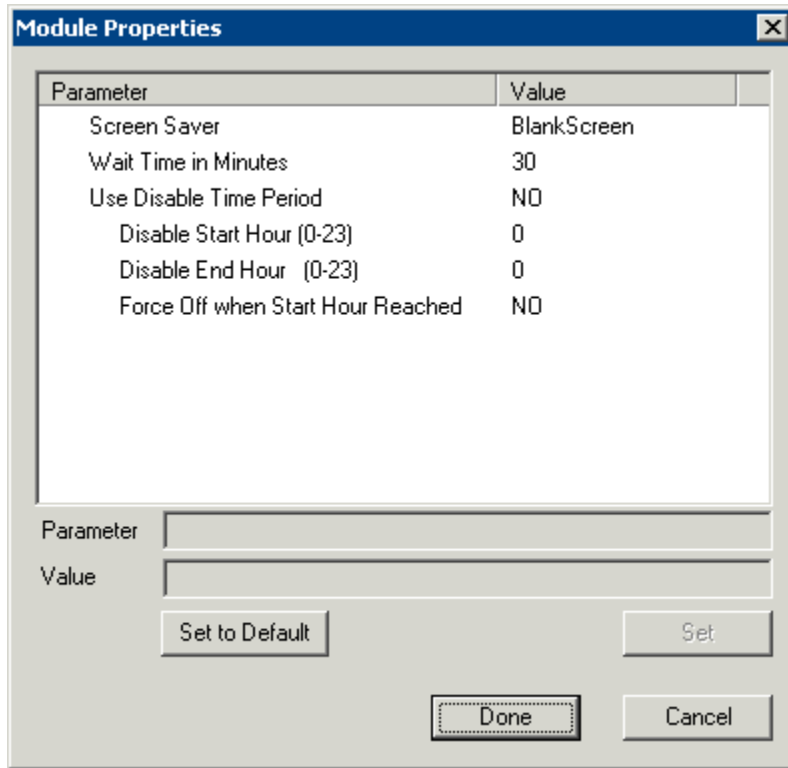 Module Properties
Parameter Value
Screen Saver BlankScreen
Wait Time in Minutes 30
Use Disable Time Period NO
Disable Start Hour (0-23) 0
Disable End Hour (0-23) 0
Force Off when Start Hour Reached NO
Parameter
Value
Set to Default Set
Done Cancel